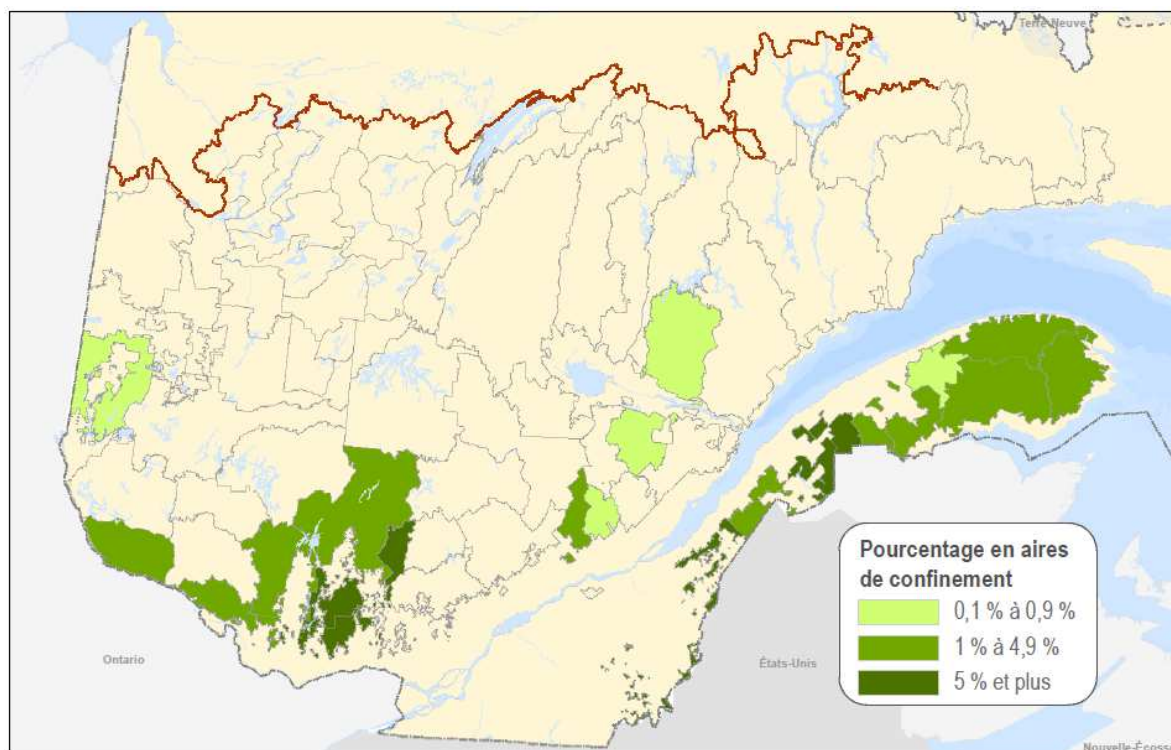 Terre Neuve
Ontario
États-Unis
Pourcentage en aires
de confinement
0,1 % à 0,9 %
1 % à 4,9 %
5 % et plus
Nouvelle-Écoss